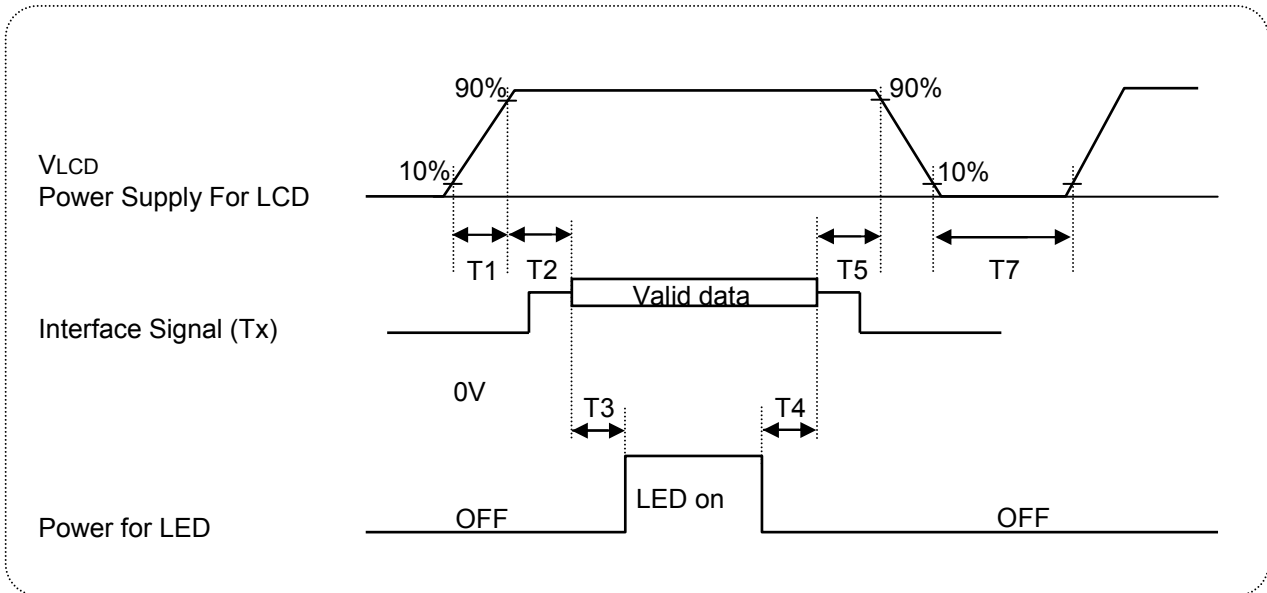 90%
90%
VLCD
10%
10%
Power Supply For LCD
T1
T2
T5
T7
Valid data
Interface Signal (Tx)
0V
T3
T4
LED on
Power for LED
OFF
OFF